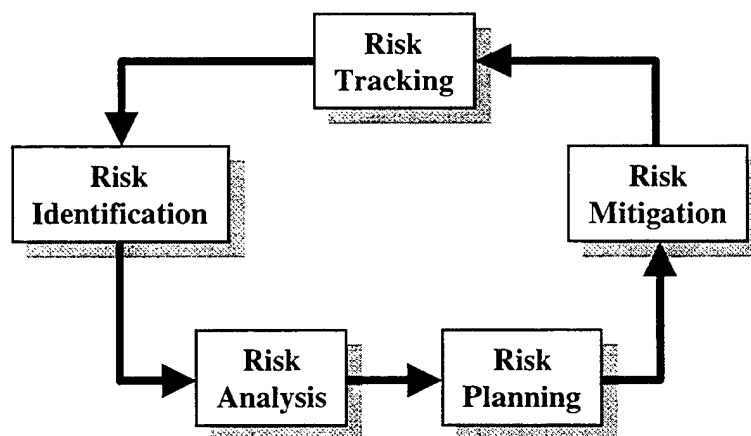 Risk
Tracking
Risk
Identification
Risk
Mitigation
Risk
Analysis
Risk
Planning